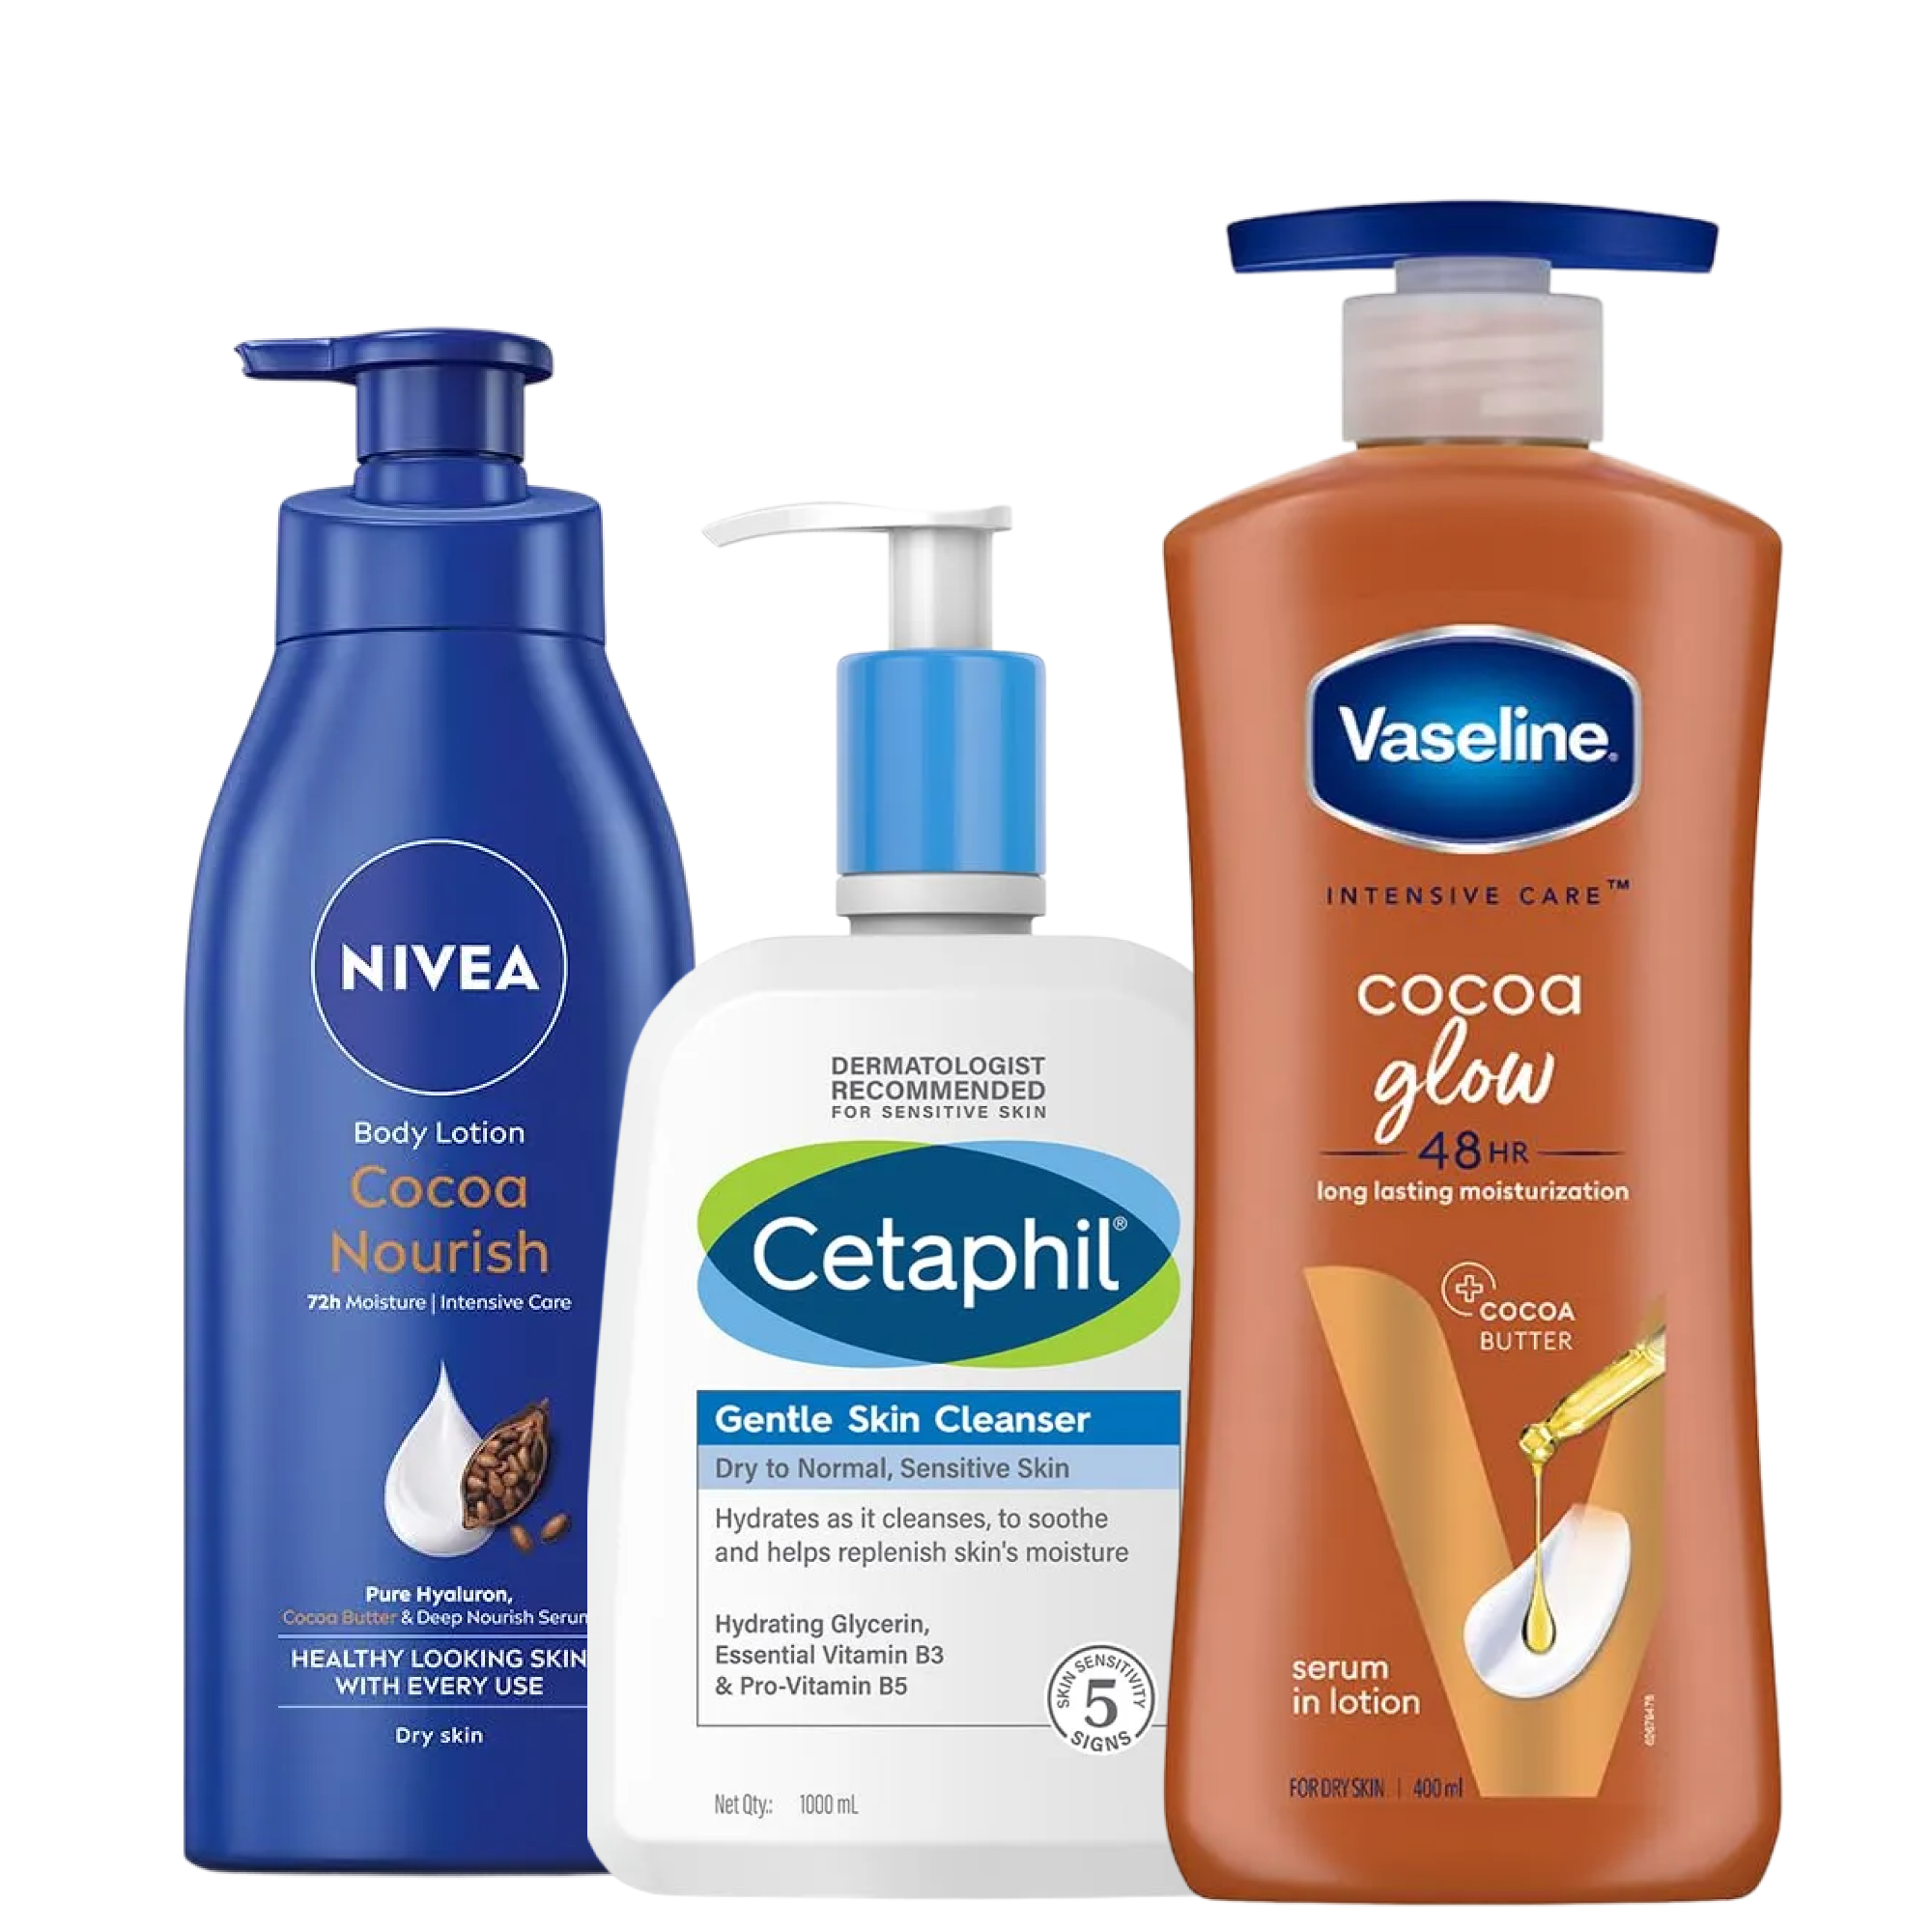 NIVEA
Body Lotion
Cocoa
Nourish
72h Moisture | Intensive Care
Pure Hyaluron,
Cocoa Butter & Deep Nourish
HEALTHY LOOKING SKIN
WITH EVERY USE
Dry skin
DERMATOLOGIST
RECOMMENDED
FOR SENSITIVE SKIN
Cetaphil®
Gentle Skin Cleanser
Dry to Normal, Sensitive Skin
Hydrates as it cleanses, to soothe
and helps replenish skin's moisture
Hydrating Glycerin,
Essential Vitamin B3
& Pro-Vitamin B5
SKIN SENSITIVITY
5
SIGNS
Net Qty.: 1000 mL
Vaseline®
INTENSIVE CARE™
cocoa
glow
48HR
long lasting moisturization
COCOA
BUTTER
serum
in lotion
FOR DRY SKIN | 400 ml